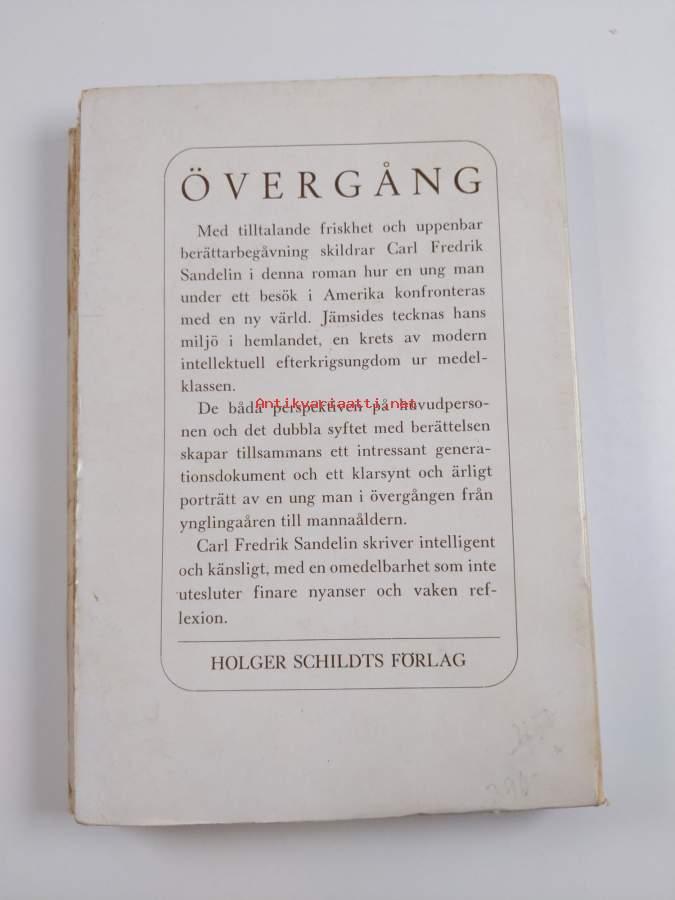 ÖVERGÅNG
Med tilltalande friskhet och uppenbar
berättarbegåvning skildrar Carl Fredrik
Sandelin i denna roman hur en ung man
under ett besök i Amerika konfronteras
med en ny värld. Jämsides tecknas hans
miljö i hemlandet, en krets av modern
intellektuell efterkrigsungdom ur medel-
klassen.
Antikvariaatti.net
De båda perspektiven på huvudperso-
nen och det dubbla syftet med berättelsen
skapar tillsammans ett intressant genera-
tionsdokument och ett klarsynt och ärligt
porträtt av en ung man i övergången från
ynglingaåren till mannaåldern.
Carl Fredrik Sandelin skriver intelligent
och känsligt, med en omedelbarhet som inte
utesluter finare nyanser och vaken ref-
lexion.
HOLGER SCHILDTS FÖRLAG